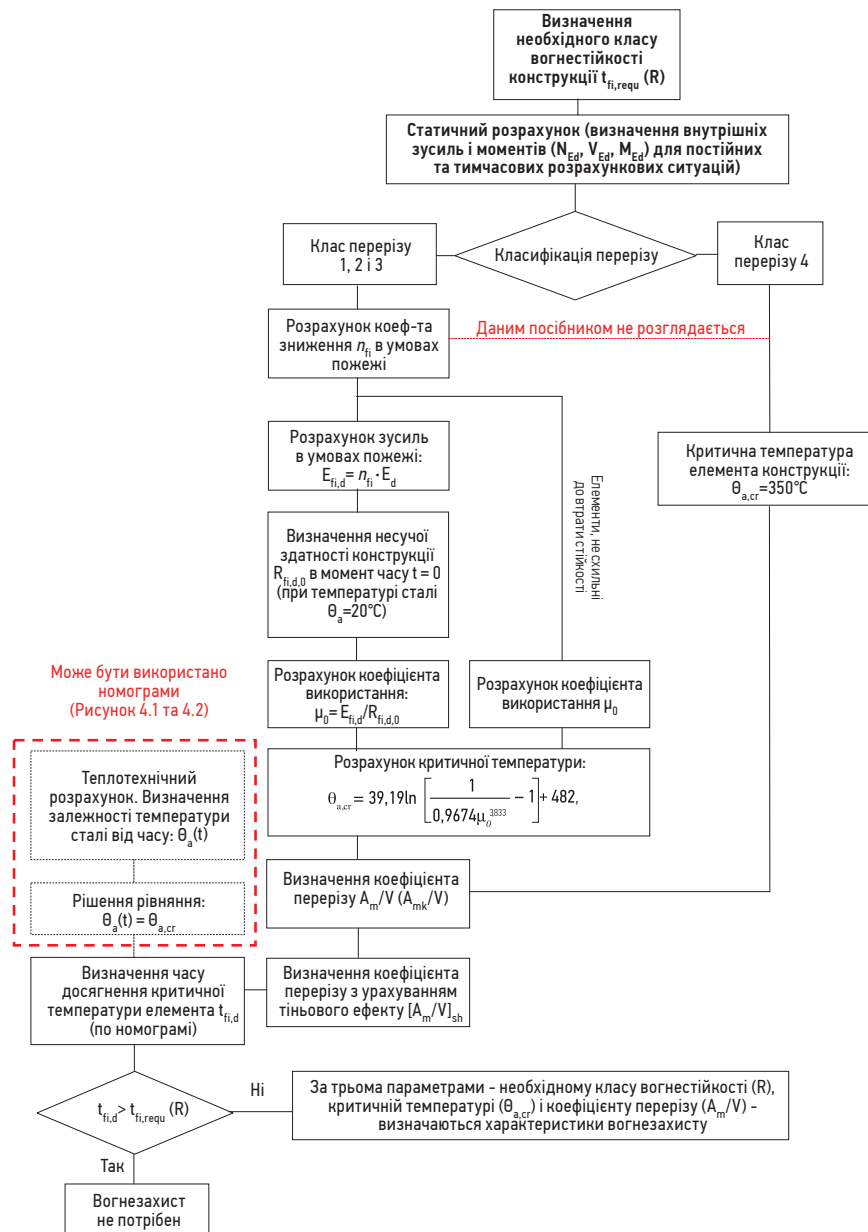 Визначення
необхідного класу
вогнестійкості
конструкції t_fi,requ (R)
Статичний розрахунок (визначення внутрішніх
зусиль і моментів (N_Ed, V_Ed, M_Ed) для постійних
та тимчасових розрахункових ситуацій)
Клас перерізу
1, 2 і 3
Класифікація перерізу
Клас
перерізу 4
Розрахунок коеф-та
зниження n_fi в умовах
пожежі
Даним посібником не розглядається
Розрахунок зусиль
в умовах пожежі:
E_fi,d = n_fi · E_d
Елементи, не схильні
до втрати стійкості
Критична температура
елемента конструкції:
θ_a,cr=350°C
Визначення несучої
здатності конструкції
R_fi,d,0 в момент часу t = 0
(при температурі сталі
θ_a=20°C)
Може бути використано
номограми
(Рисунок 4.1 та 4.2)
Розрахунок коефіцієнта
використання:
μ_0= E_fi,d/R_fi,d,0
Розрахунок коефіцієнта
використання μ_0
Теплотехнічний
розрахунок. Визначення
залежності температури
сталі від часу: θ_a(t)
Розрахунок критичної температури:
θ_a,cr = 39,19ln [1 / 0,9674μ_0^3,833 − 1] + 482,
Рішення рівняння:
θ_a(t) = θ_a,cr
Визначення коефіцієнта
перерізу A_m/V (A_mk/V)
Визначення часу
досягнення критичної
температури елемента t_fi,d
(по номограмі)
Визначення коефіцієнта
перерізу з урахуванням
тіньового ефекту [A_m/V]_sh
t_fi,d > t_fi,requ (R)
Ні
За трьома параметрами - необхідному класу вогнестійкості (R),
критичній температурі (θ_a,cr) і коефіцієнту перерізу (A_m/V) -
визначаються характеристики вогнезахисту
Так
Вогнезахист
не потрібен